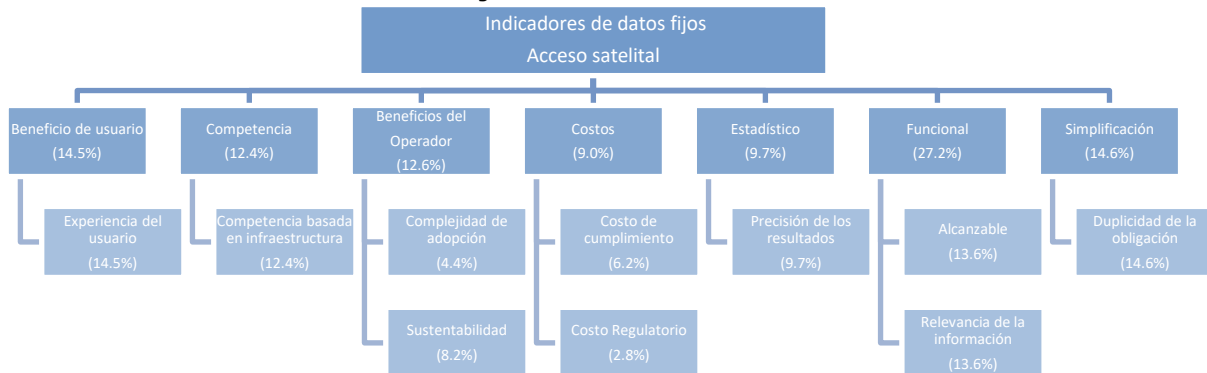 Indicadores de datos fijos
Acceso satelital
Beneficio de usuario
(14.5%)
Competencia
(12.4%)
Beneficios del
Operador
(12.6%)
Costos
(9.0%)
Estadístico
(9.7%)
Funcional
(27.2%)
Simplificación
(14.6%)
Experiencia del
usuario
(14.5%)
Competencia basada
en infraestructura
(12.4%)
Complejidad de
adopción
(4.4%)
Costo de
cumplimiento
(6.2%)
Precisión de los
resultados
(9.7%)
Alcanzable
(13.6%)
Duplicidad de la
obligación
(14.6%)
Sustentabilidad
(8.2%)
Costo Regulatorio
(2.8%)
Relevancia de la
información
(13.6%)